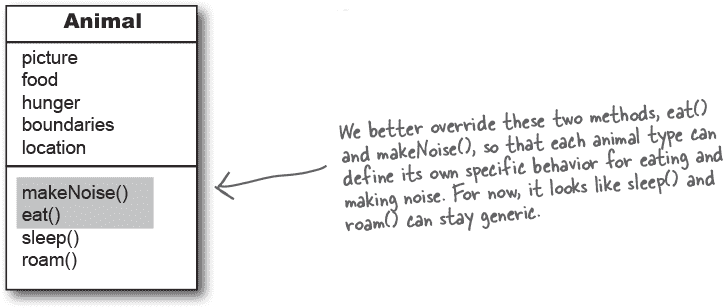 Animal
picture
food
hunger
boundaries
location
makeNoise()
eat()
sleep()
roam()
We better override these two methods, eat()
and makeNoise(), so that each animal type can
define its own specific behavior for eating and
making noise. For now, it looks like sleep() and
roam() can stay generic.